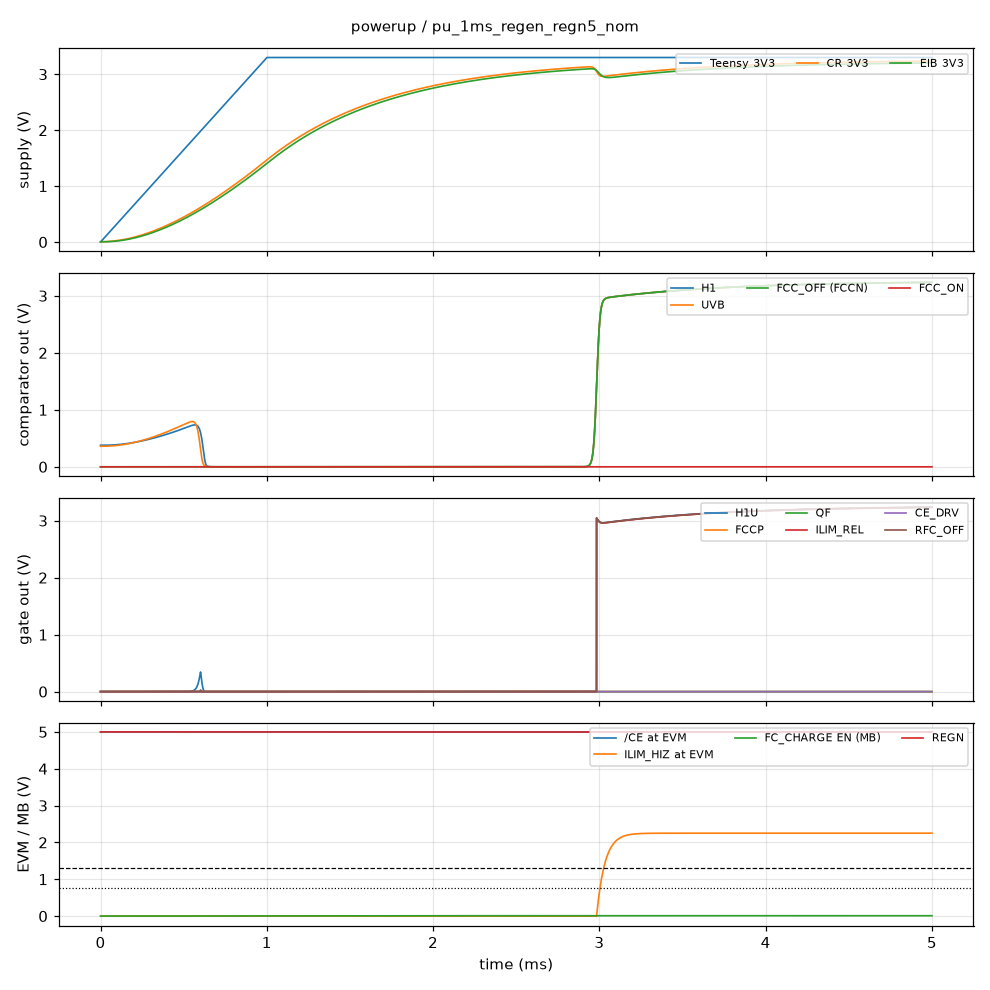 powerup / pu_1ms_regen_regn5_nom
supply (V)
3
2
1
0
Teensy 3V3 CR 3V3 EIB 3V3
comparator out (V)
3
2
1
0
H1 FCC_OFF (FCCN) FCC_ON
UVB
gate out (V)
3
2
1
0
H1U QF CE_DRV
FCCP ILIM_REL RFC_OFF
EVM / MB (V)
5
4
3
2
1
0
/CE at EVM FC_CHARGE EN (MB) REGN
ILIM_HIZ at EVM
0 1 2 3 4 5
time (ms)